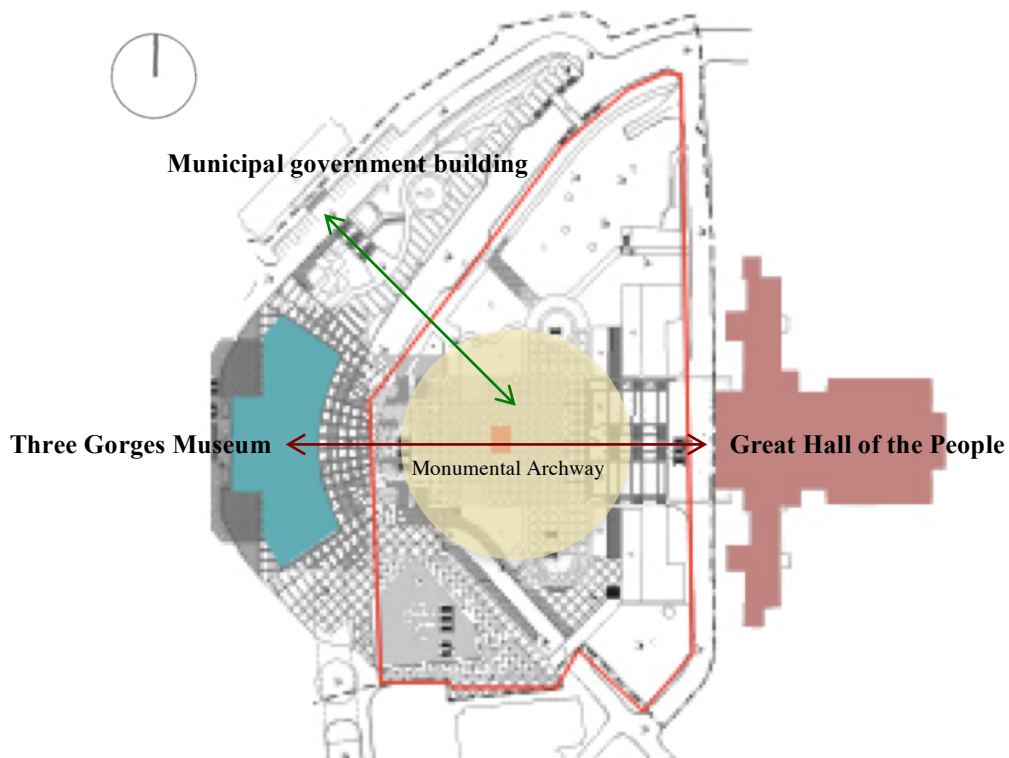 Municipal government building
Three Gorges Museum
Great Hall of the People
Monumental Archway